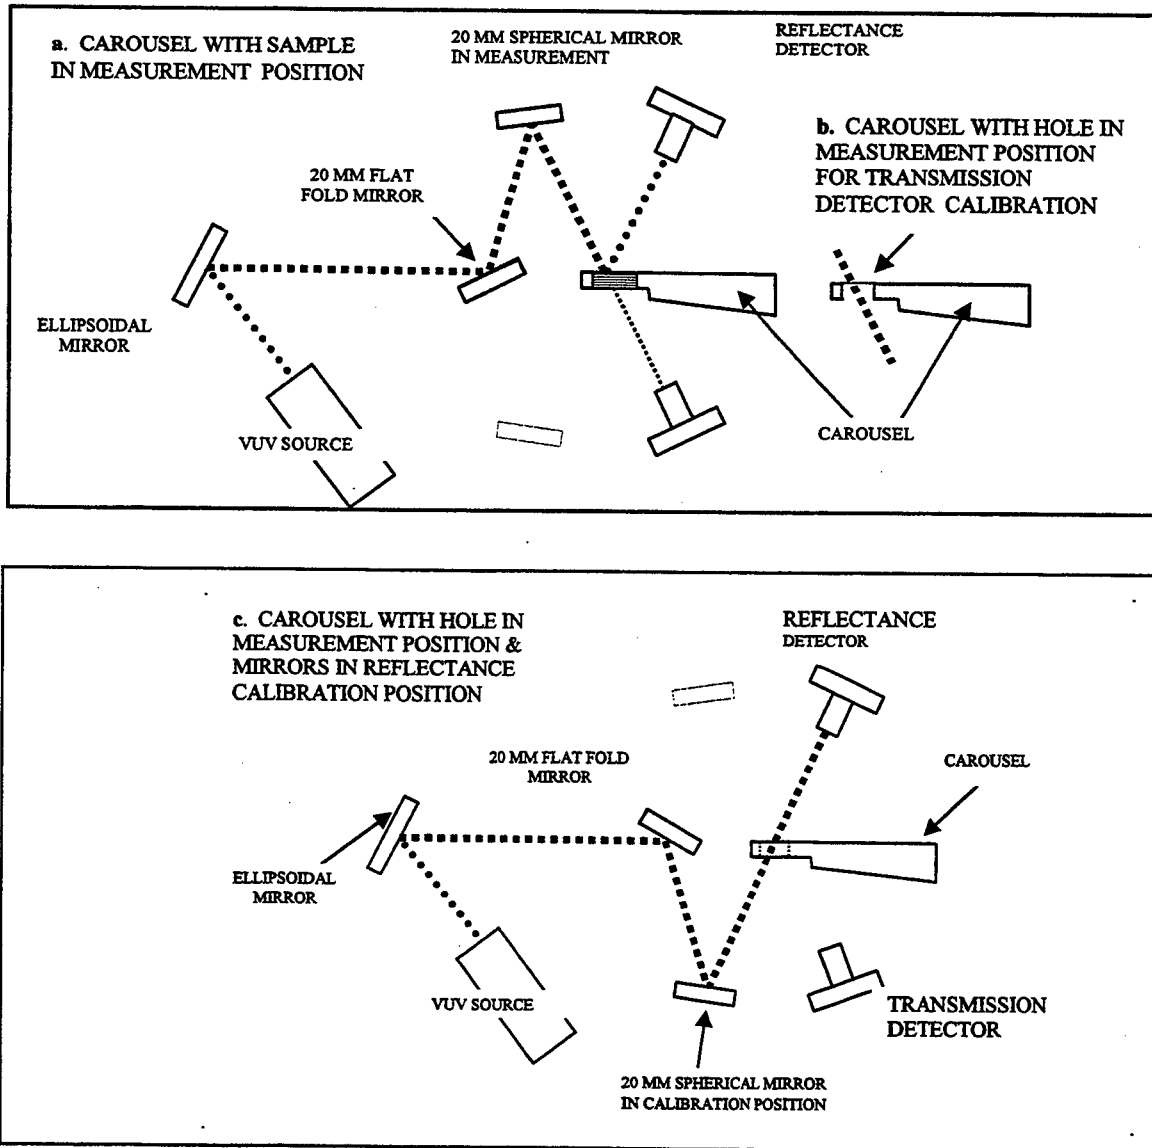 a. CAROUSEL WITH SAMPLE
IN MEASUREMENT POSITION
20 MM SPHERICAL MIRROR
IN MEASUREMENT
REFLECTANCE
DETECTOR
b. CAROUSEL WITH HOLE IN
MEASUREMENT POSITION
FOR TRANSMISSION
DETECTOR CALIBRATION
20 MM FLAT
FOLD MIRROR
ELLIPSOIDAL
MIRROR
VUV SOURCE
CAROUSEL
c. CAROUSEL WITH HOLE IN
MEASUREMENT POSITION &
MIRRORS IN REFLECTANCE
CALIBRATION POSITION
REFLECTANCE
DETECTOR
20 MM FLAT FOLD
MIRROR
CAROUSEL
ELLIPSOIDAL
MIRROR
VUV SOURCE
TRANSMISSION
DETECTOR
20 MM SPHERICAL MIRROR
IN CALIBRATION POSITION